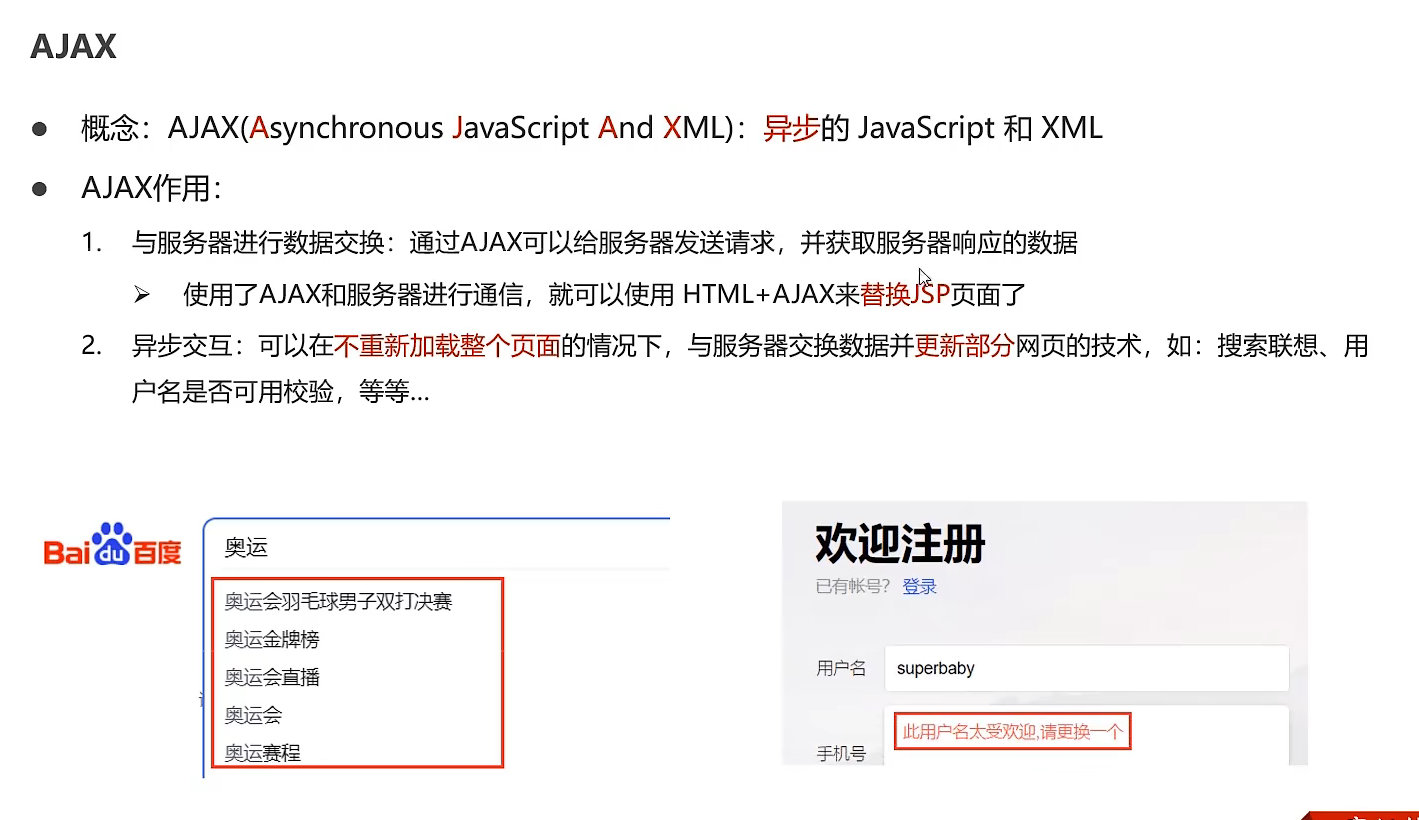 AJAX
● 概念：AJAX(Asynchronous JavaScript And XML)：异步的 JavaScript 和 XML
● AJAX作用：
1. 与服务器进行数据交换：通过AJAX可以给服务器发送请求，并获取服务器响应的数据
➢ 使用了AJAX和服务器进行通信，就可以使用 HTML+AJAX来替换JSP页面了
2. 异步交互：可以在不重新加载整个页面的情况下，与服务器交换数据并更新部分网页的技术，如：搜索联想、用
户名是否可用校验，等等…
Bai du 百度
奥运
奥运会羽毛球男子双打决赛
奥运金牌榜
奥运会直播
奥运会
奥运赛程
欢迎注册
已有帐号？ 登录
用户名 superbaby
此用户名太受欢迎,请更换一个
手机号